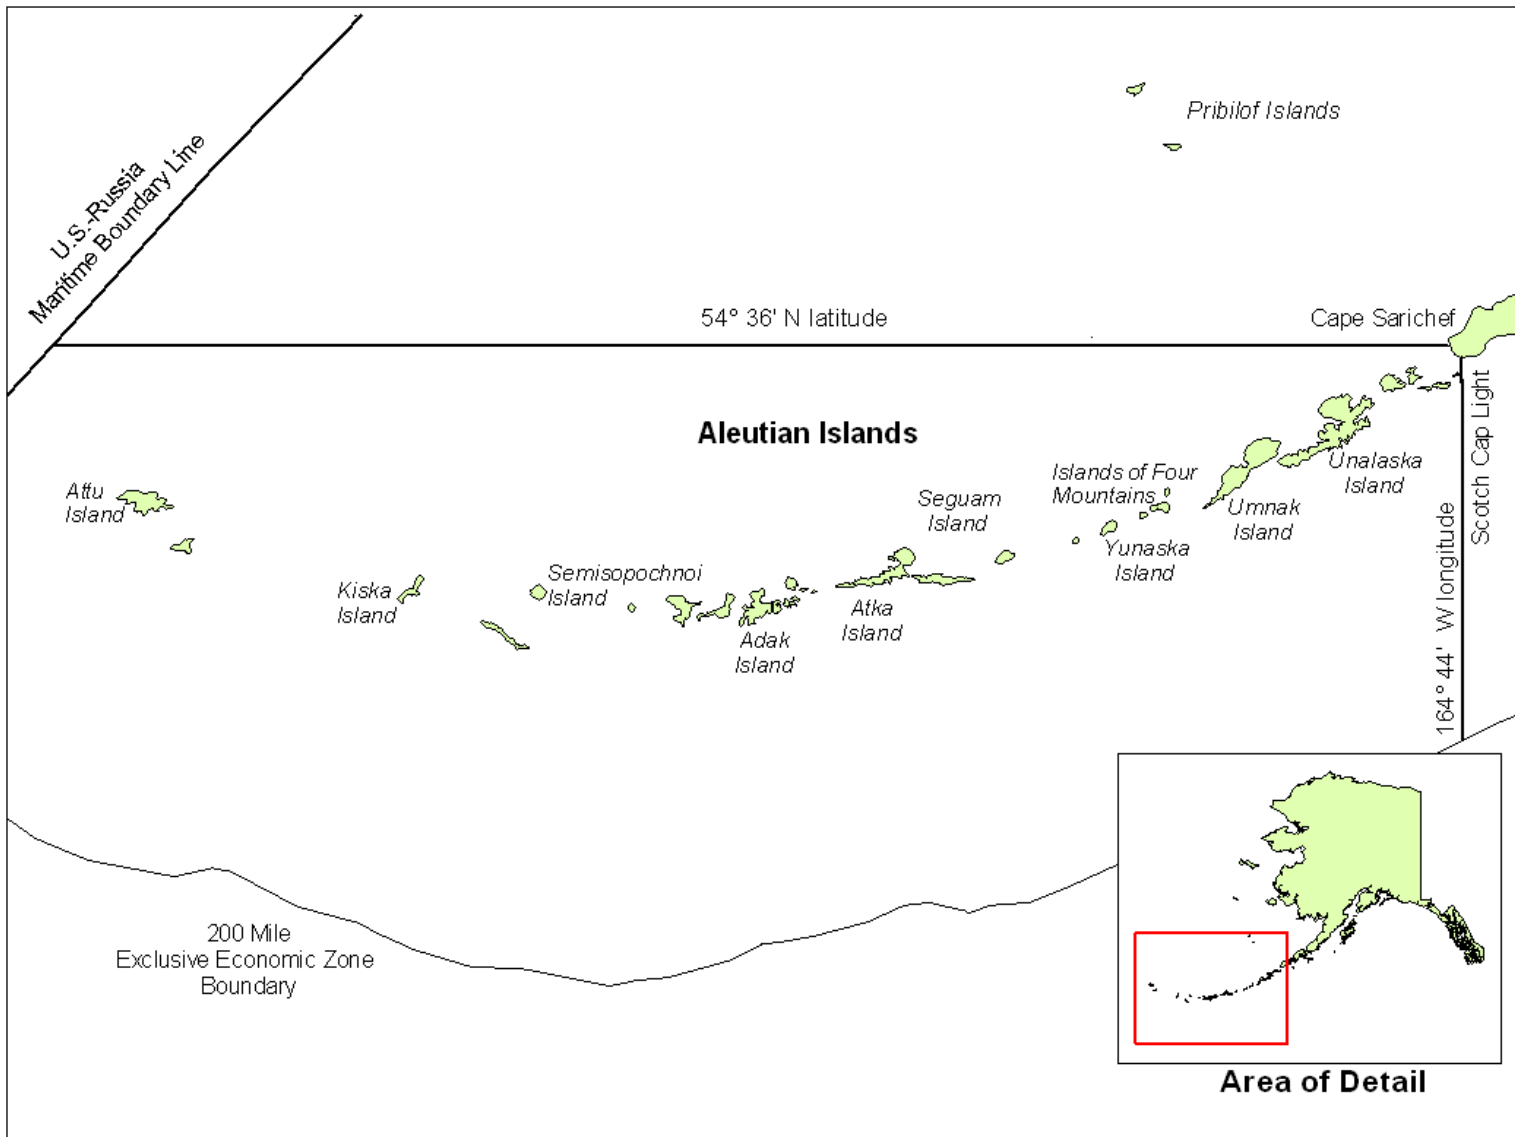 Pribilof Islands
U.S.-Russia
Maritime Boundary Line
54° 36' N latitude
Cape Sarichef
Aleutian Islands
Scotch Cap Light
164° 44' W longitude
Attu
Island
Kiska
Island
Semisopochnoi
Island
Adak
Island
Atka
Island
Seguam
Island
Islands of Four
Mountains
Yunaska
Island
Umnak
Island
Unalaska
Island
200 Mile
Exclusive Economic Zone
Boundary
Area of Detail